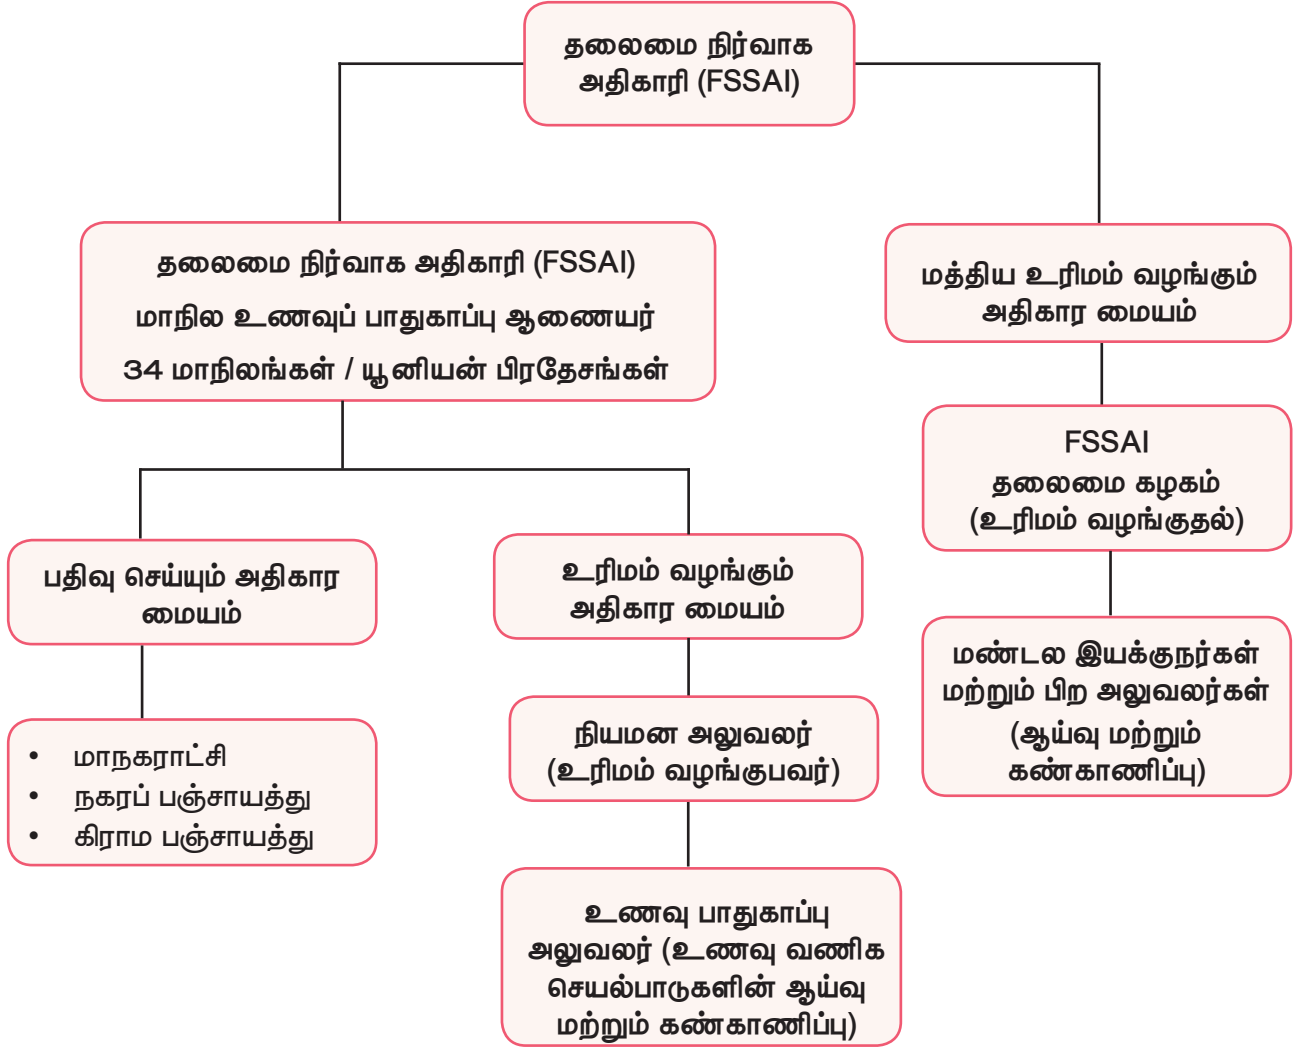 தலைமை நிர்வாக
அதிகாரி (FSSAI)
தலைமை நிர்வாக அதிகாரி (FSSAI)
மாநில உணவுப் பாதுகாப்பு ஆணையர்
34 மாநிலங்கள் / யூனியன் பிரதேசங்கள்
மத்திய உரிமம் வழங்கும்
அதிகார மையம்
FSSAI
தலைமை கழகம்
(உரிமம் வழங்குதல்)
பதிவு செய்யும் அதிகார
மையம்
உரிமம் வழங்கும்
அதிகார மையம்
மண்டல இயக்குநர்கள்
மற்றும் பிற அலுவலர்கள்
(ஆய்வு மற்றும்
கண்காணிப்பு)
• மாநகராட்சி
• நகரப் பஞ்சாயத்து
• கிராம பஞ்சாயத்து
நியமன அலுவலர்
(உரிமம் வழங்குபவர்)
உணவு பாதுகாப்பு
அலுவலர் (உணவு வணிக
செயல்பாடுகளின் ஆய்வு
மற்றும் கண்காணிப்பு)